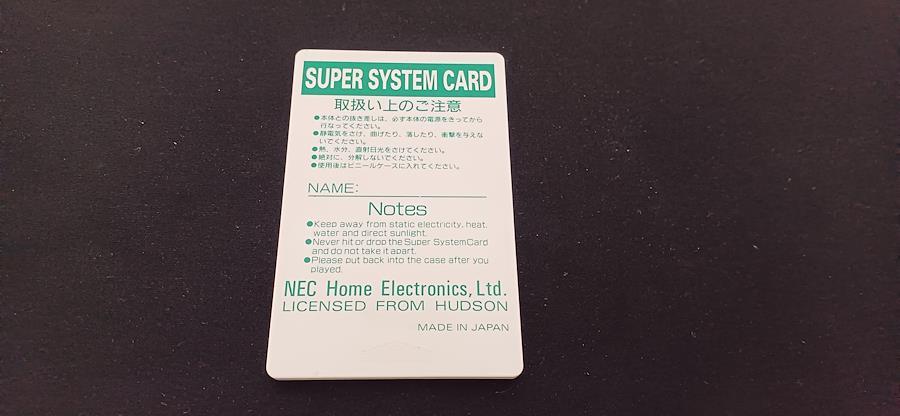 SUPER SYSTEM CARD
取扱い上のご注意
●本体との抜き差しは、必ず本体の電源をきってから
行なってください。
●静電気をさけ、曲げたり、落したり、衝撃を与えな
いでください。
●熱、水分、直射日光をさけてください。
●絶対に、分解しないでください。
●使用後はビニールケースに入れてください。
NAME:
Notes
●Keep away from static electricity, heat,
water and direct sunlight.
●Never hit or drop the Super SystemCard
and do not take it apart.
●Please put back into the case after you
played.
NEC Home Electronics, Ltd.
LICENSED FROM HUDSON
MADE IN JAPAN